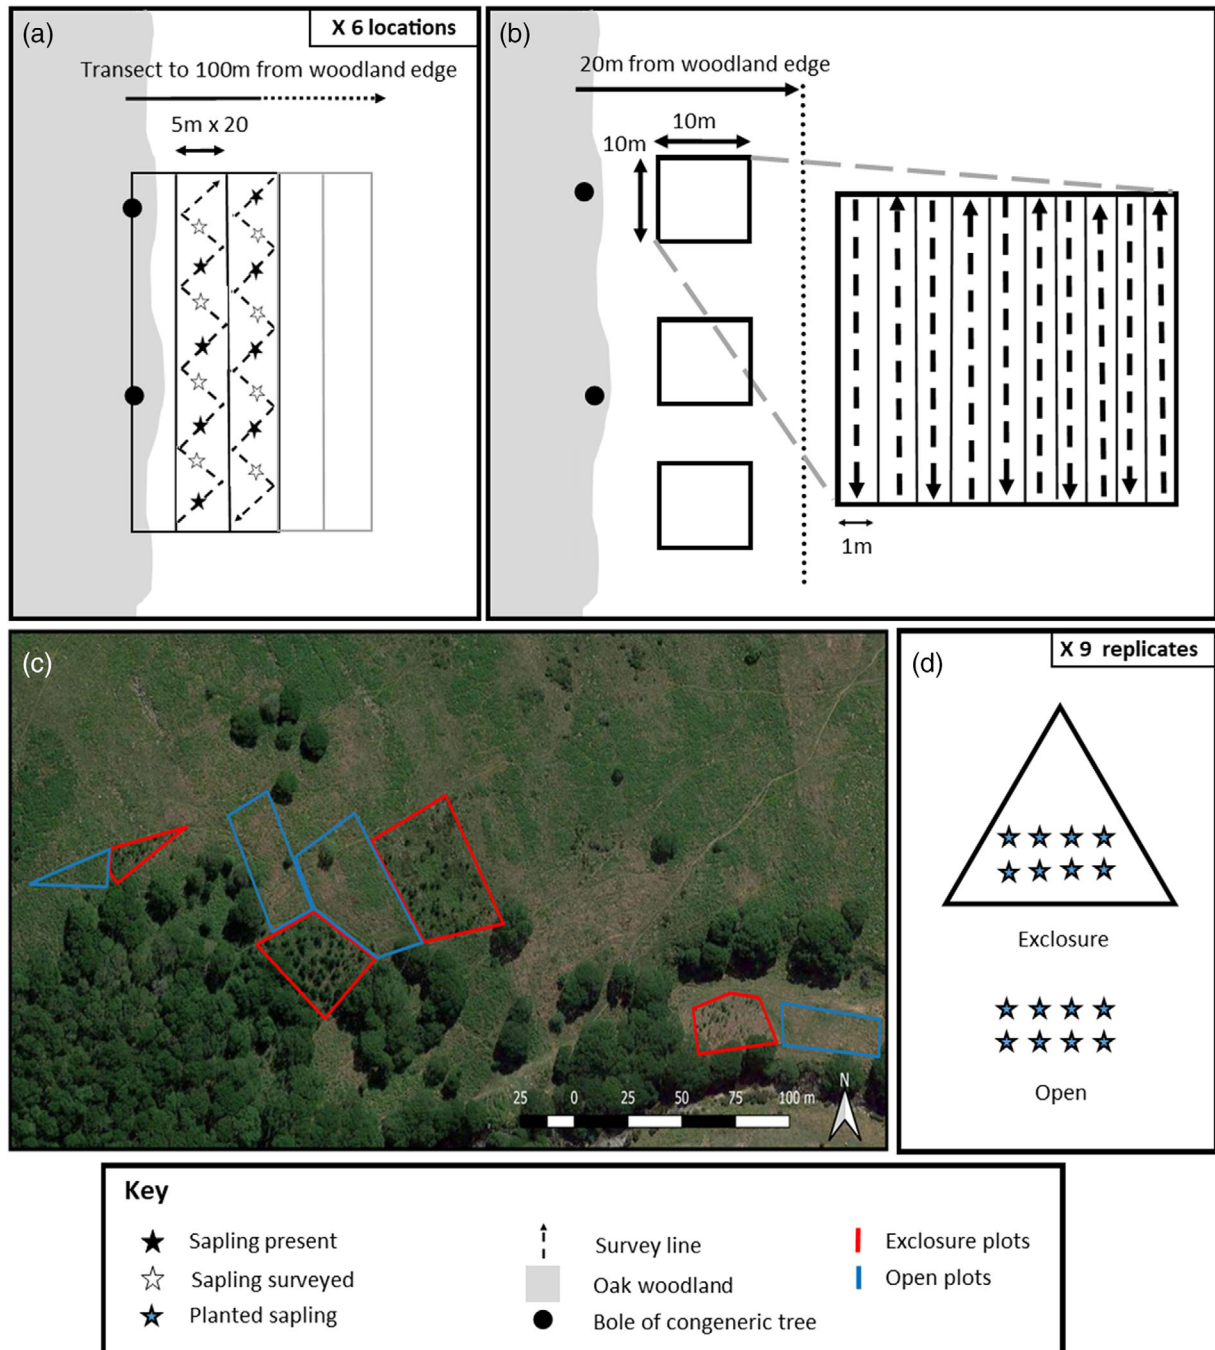 (a)
X 6 locations
Transect to 100m from woodland edge
5m x 20
(b)
20m from woodland edge
10m
10m
1m
(c)
25 0 25 50 75 100 m
N
(d)
X 9 replicates
Exclosure
Open
Key
Sapling present
Sapling surveyed
Planted sapling
Survey line
Oak woodland
Bole of congeneric tree
Exclosure plots
Open plots